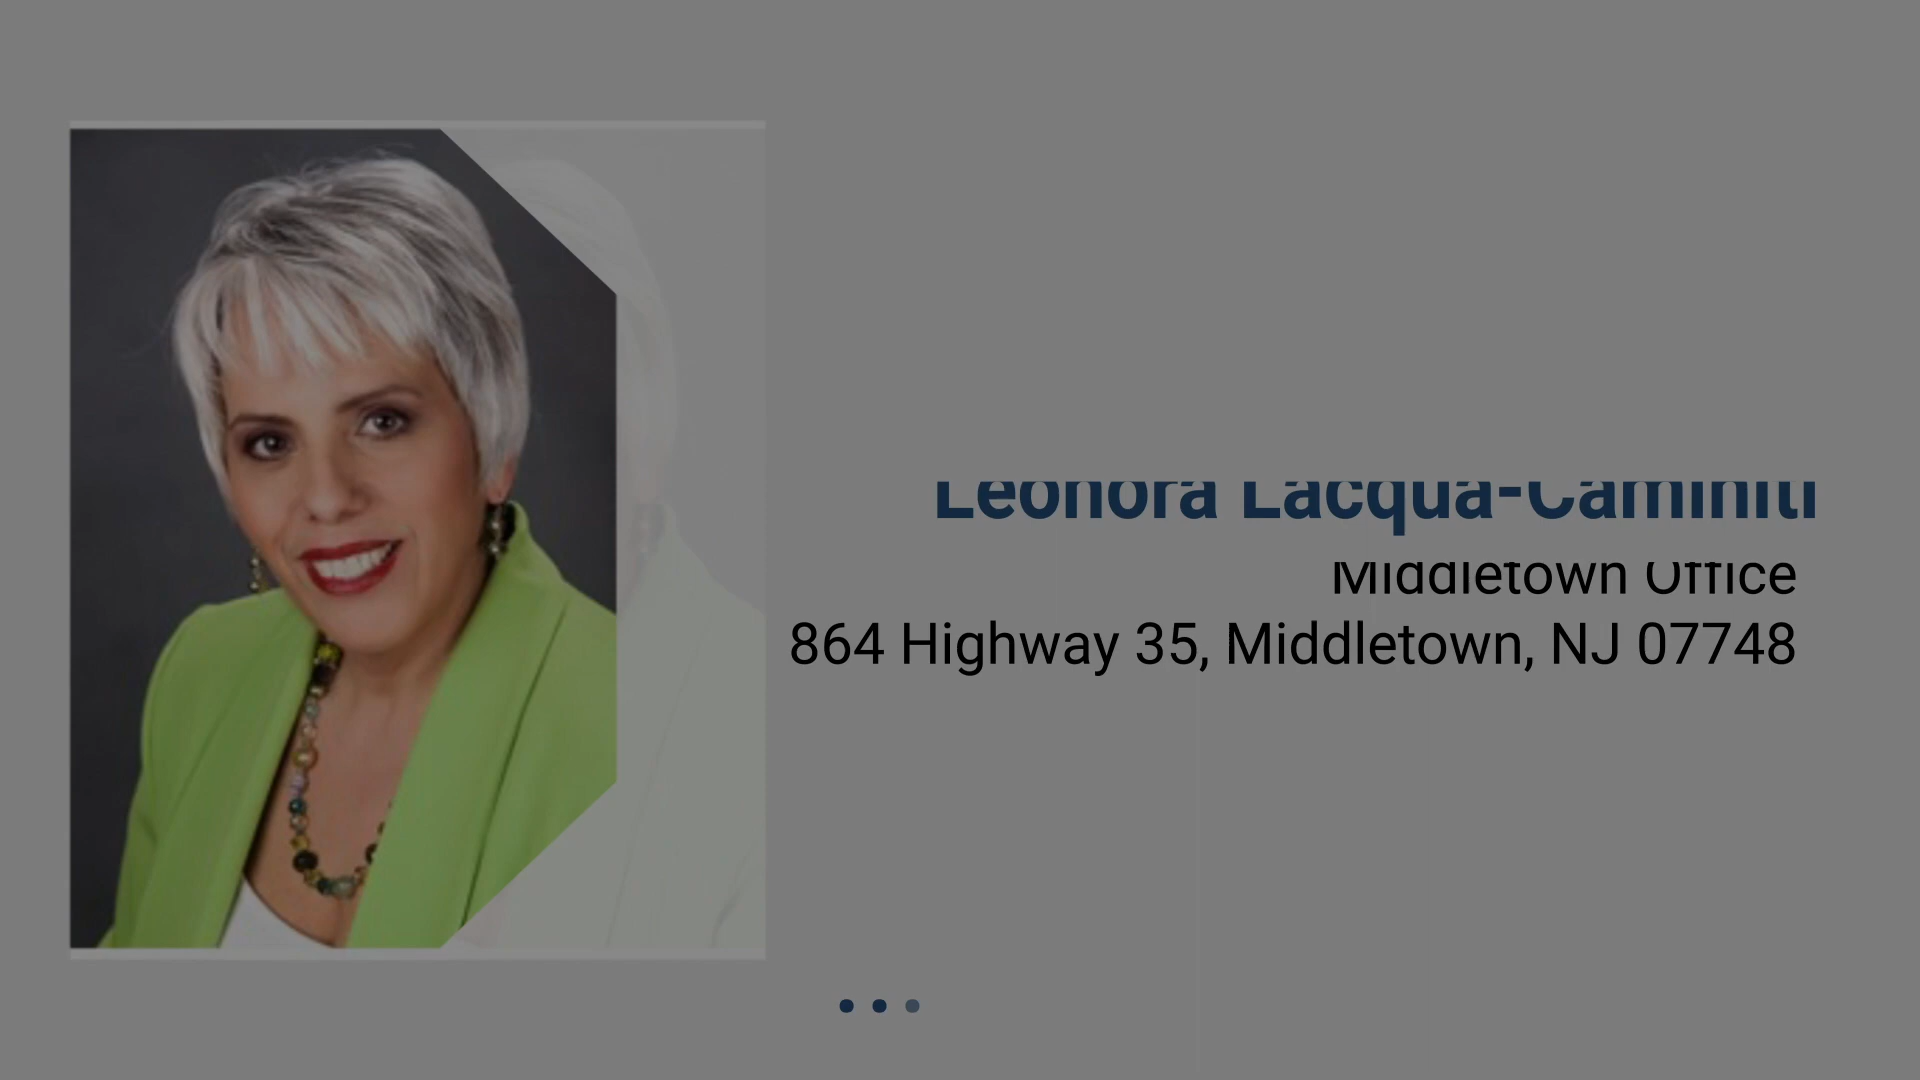 Leonora Lacqua-Caminiti
Middletown Office
864 Highway 35, Middletown, NJ 07748